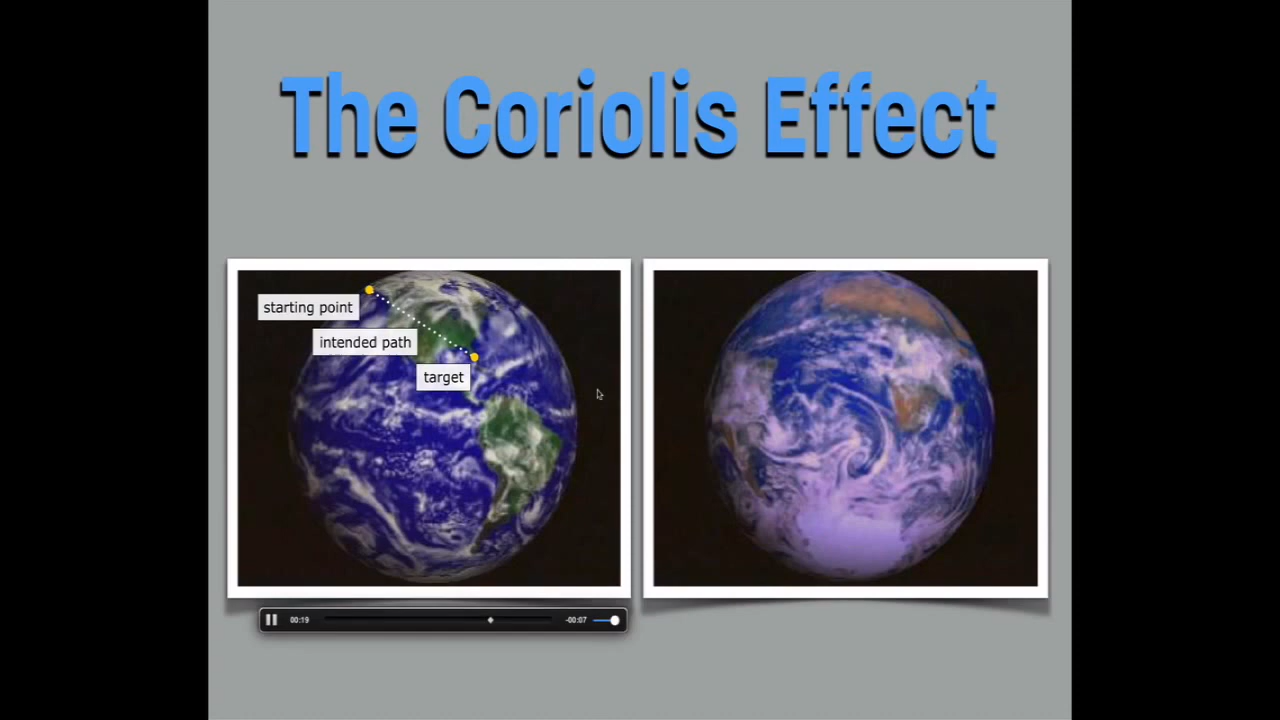 The Coriolis Effect
starting point
intended path
target
00:19
-00:07